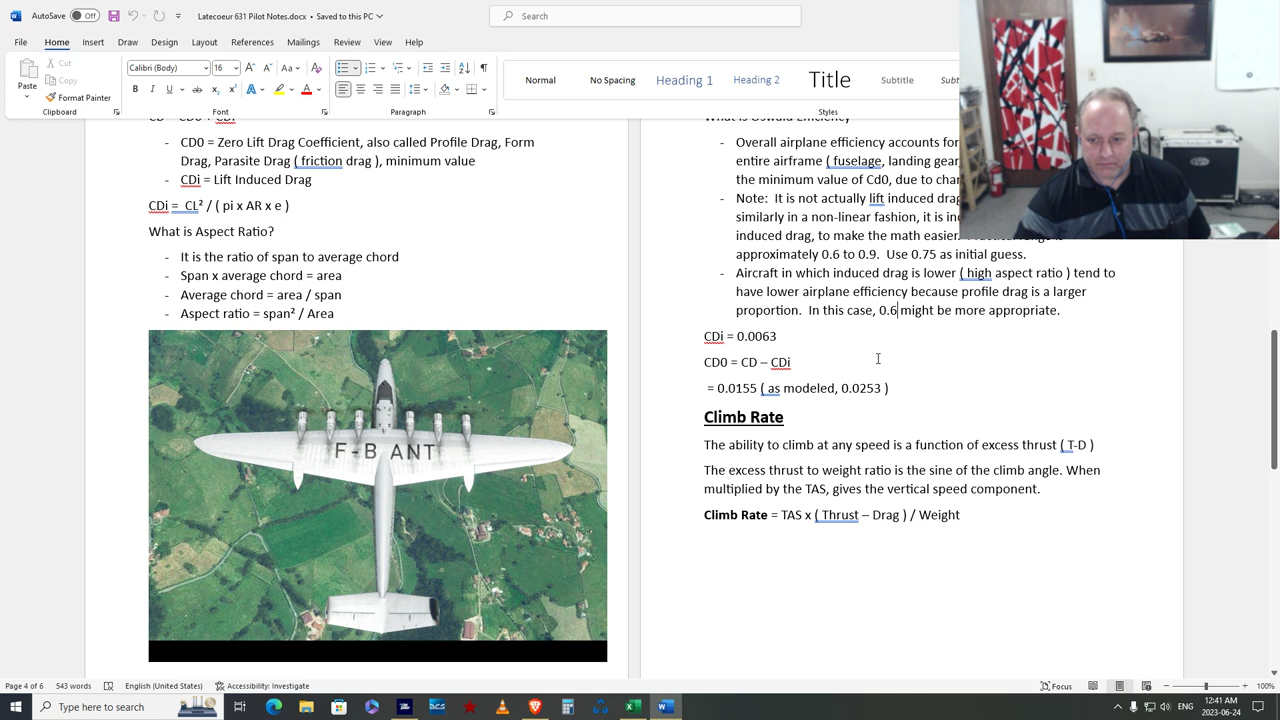 AutoSave Off Latecoeur 631 Pilot Notes.docx • Saved to this PC Search
File Home Insert Draw Design Layout References Mailings Review View Help
Paste
Cut
Copy
Format Painter
Clipboard
Calibri (Body) 16
Font
Paragraph
Normal No Spacing Heading 1 Heading 2 Title Subtitle
Styles
- CD0 = Zero Lift Drag Coefficient, also called Profile Drag, Form
Drag, Parasite Drag ( friction drag ), minimum value
- CDi = Lift Induced Drag
CDi = CL² / ( pi x AR x e )
What is Aspect Ratio?
- It is the ratio of span to average chord
- Span x average chord = area
- Average chord = area / span
- Aspect ratio = span² / Area
F-B ANT
- Overall airplane efficiency accounts for
entire airframe ( fuselage, landing gear
the minimum value of Cd0, due to
- Note: It is not actually lift induced
similarly in a non-linear fashion, it is
induced drag, to make the math easier.
approximately 0.6 to 0.9. Use 0.75 as initial guess.
- Aircraft in which induced drag is lower ( high aspect ratio ) tend to
have lower airplane efficiency because profile drag is a larger
proportion. In this case, 0.6 might be more appropriate.
CDi = 0.0063
CD0 = CD – CDi
= 0.0155 ( as modeled, 0.0253 )
Climb Rate
The ability to climb at any speed is a function of excess thrust ( T-D )
The excess thrust to weight ratio is the sine of the climb angle. When
multiplied by the TAS, gives the vertical speed component.
Climb Rate = TAS x ( Thrust – Drag ) / Weight
Page 4 of 6 543 words English (United States) Accessibility: Investigate Focus 100%
Type here to search ENG 12:41 AM
2023-06-24